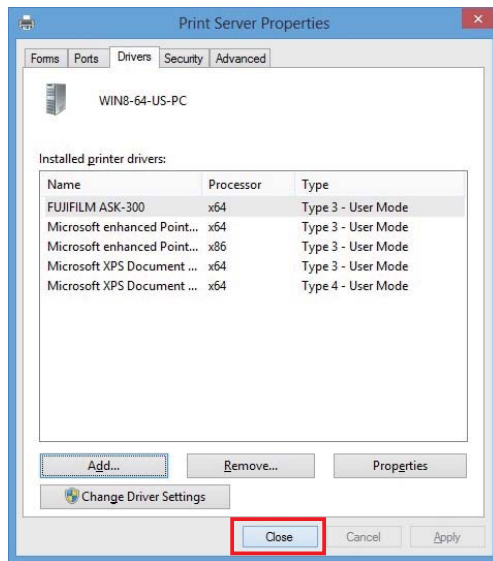 Print Server Properties
Forms Ports Drivers Security Advanced
WIN8-64-US-PC
Installed printer drivers:
Name Processor Type
FUJIFILM ASK-300 x64 Type 3 - User Mode
Microsoft enhanced Point... x64 Type 3 - User Mode
Microsoft enhanced Point... x86 Type 3 - User Mode
Microsoft XPS Document ... x64 Type 3 - User Mode
Microsoft XPS Document ... x64 Type 4 - User Mode
Add... Remove... Properties
Change Driver Settings
Close Cancel Apply